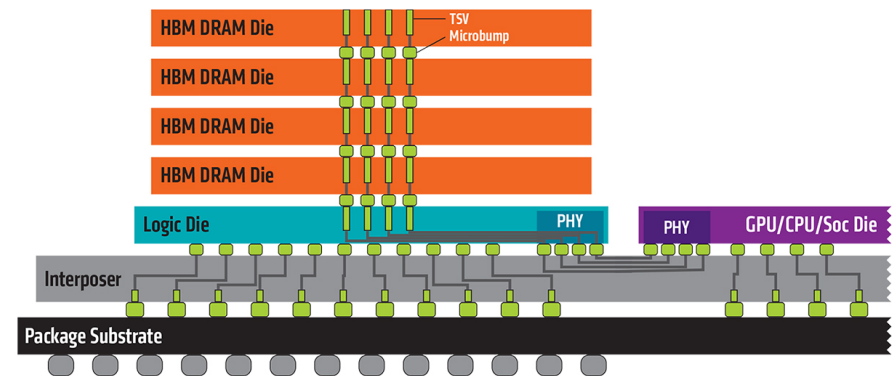 HBM DRAM Die
TSV
Microbump
HBM DRAM Die
HBM DRAM Die
HBM DRAM Die
Logic Die
PHY
PHY
GPU/CPU/Soc Die
Interposer
Package Substrate